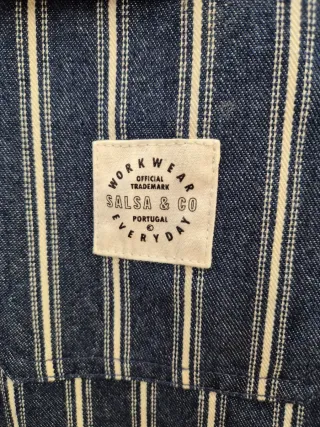 WORKWEAR
OFFICIAL
TRADEMARK
SALSA & CO
PORTUGAL
©
EVERYDAY